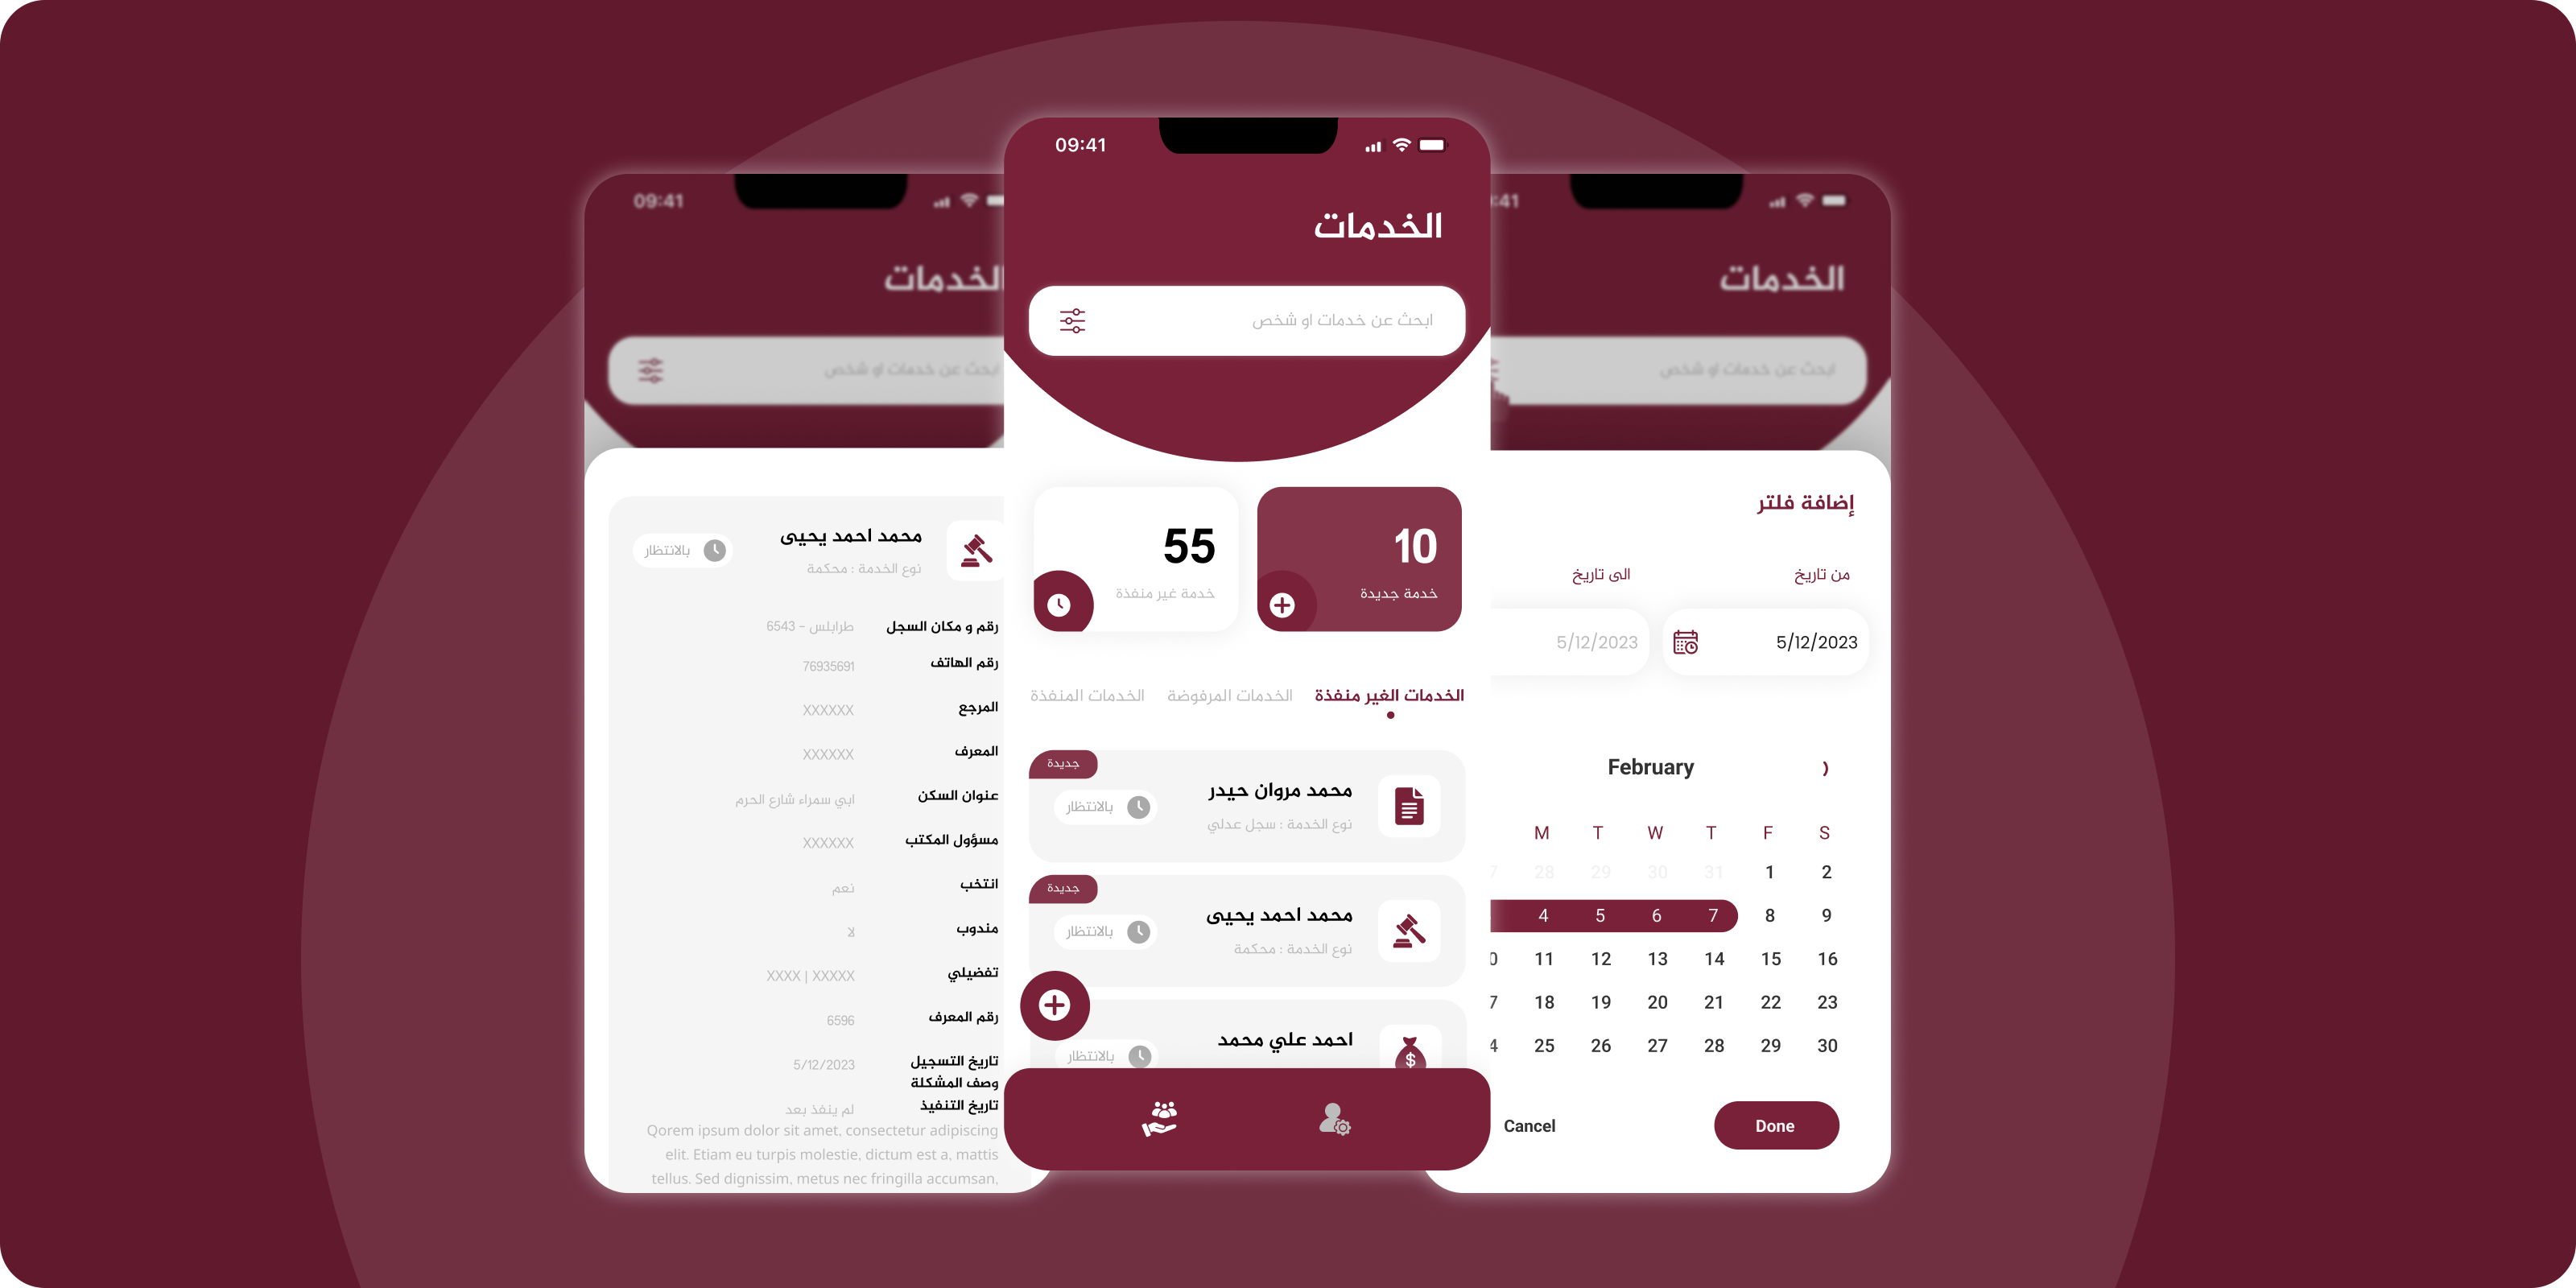 09:41
الخدمات
ابحث عن خدمات او شخص
10
خدمة جديدة
55
خدمة غير منفذة
الخدمات الغير منفذة
الخدمات المرفوضة
الخدمات المنفذة
جديدة
محمد مروان حيدر
نوع الخدمة : سجل عدلي
بالانتظار
جديدة
محمد احمد يحيى
نوع الخدمة : محكمة
بالانتظار
احمد علي محمد
بالانتظار
09:41
الخدمات
ابحث عن خدمات او شخص
محمد احمد يحيى
نوع الخدمة : محكمة
بالانتظار
رقم و مكان السجل
طرابلس - 6543
رقم الهاتف
76935691
المرجع
XXXXXX
المعرف
XXXXXX
عنوان السكن
ابي سمراء شارع الحرم
مسؤول المكتب
XXXXXX
انتخب
نعم
مندوب
لا
تفضيلي
XXXX | XXXXX
رقم المعرف
6596
تاريخ التسجيل
5/12/2023
وصف المشكلة
تاريخ التنفيذ
لم ينفذ بعد
Qorem ipsum dolor sit amet, consectetur adipiscing
elit. Etiam eu turpis molestie, dictum est a, mattis
tellus. Sed dignissim, metus nec fringilla accumsan,
:41
الخدمات
ابحث عن خدمات او شخص
إضافة فلتر
من تاريخ
الى تاريخ
5/12/2023
5/12/2023
February
M T W T F S
7 28 29 30 31 1 2
4 5 6 7 8 9
0 11 12 13 14 15 16
7 18 19 20 21 22 23
4 25 26 27 28 29 30
Cancel
Done